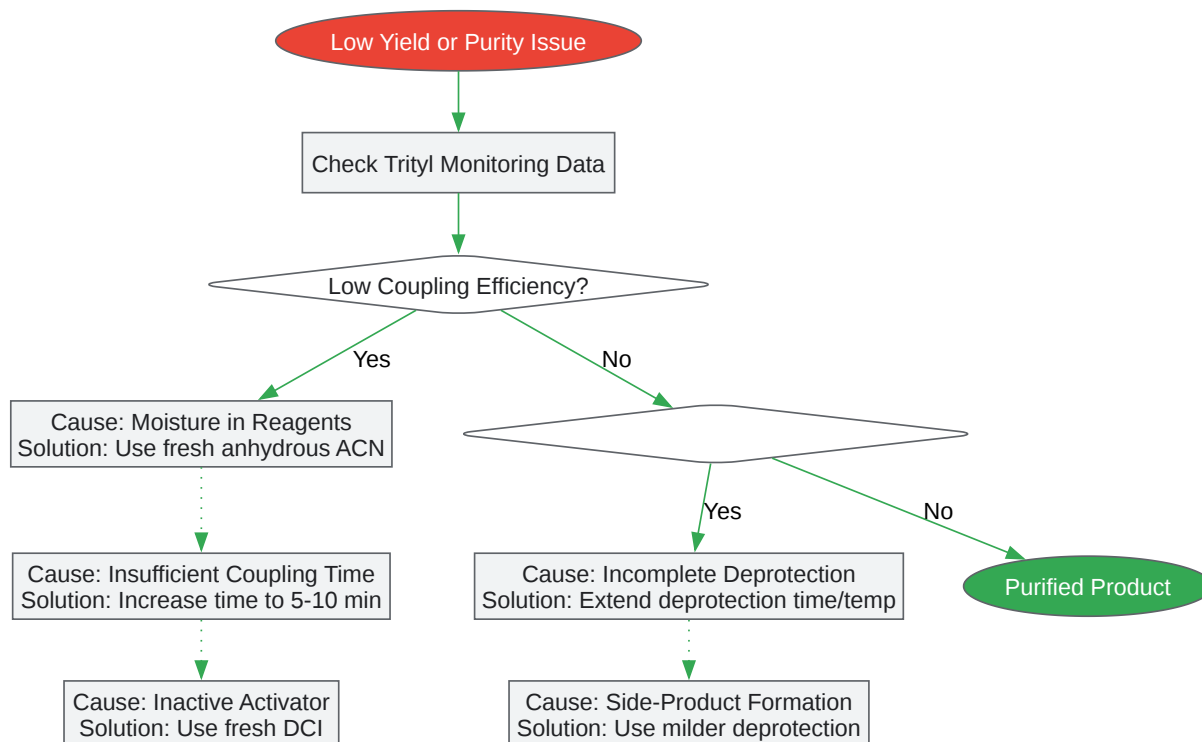 Low Yield or Purity Issue
Check Trityl Monitoring Data
Low Coupling Efficiency?
Yes
No
Cause: Moisture in Reagents
Solution: Use fresh anhydrous ACN
Yes
No
Cause: Insufficient Coupling Time
Solution: Increase time to 5-10 min
Cause: Incomplete Deprotection
Solution: Extend deprotection time/temp
Purified Product
Cause: Inactive Activator
Solution: Use fresh DCI
Cause: Side-Product Formation
Solution: Use milder deprotection